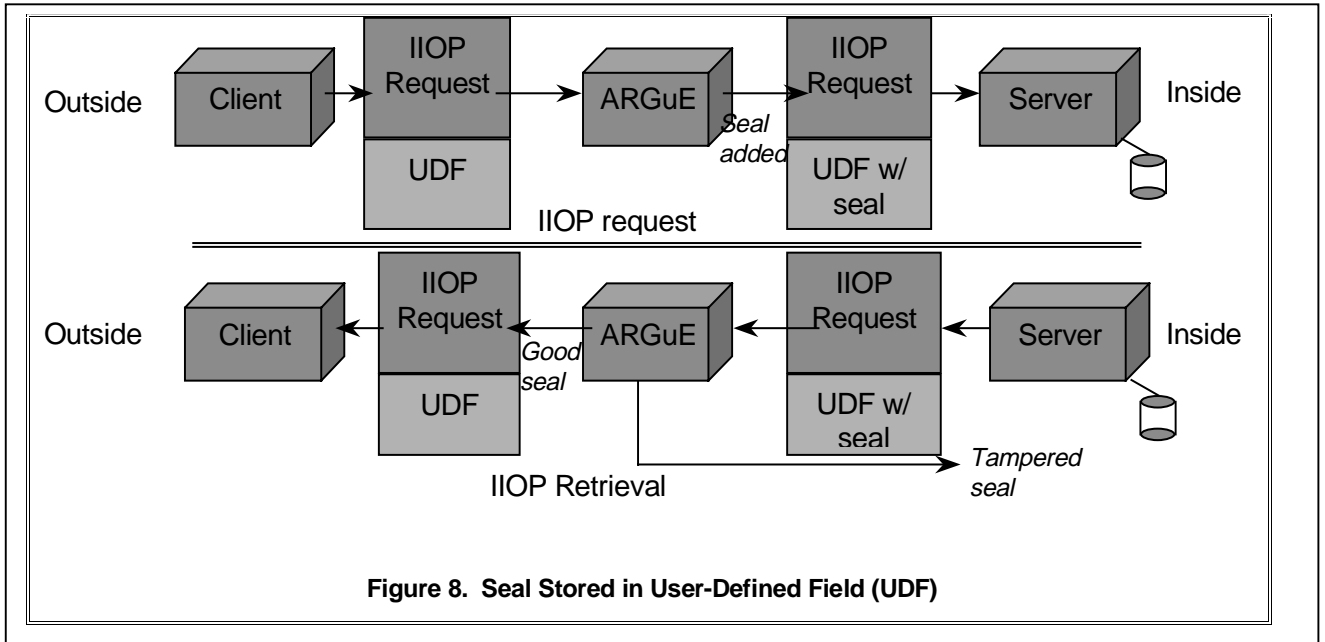 Outside
Client
IIOP
Request
UDF
ARGuE
Seal
added
IIOP
Request
UDF w/
seal
Server
Inside
IIOP request
Outside
Client
IIOP
Request
UDF
Good
seal
ARGuE
IIOP
Request
UDF w/
seal
Server
Inside
Tampered
seal
IIOP Retrieval
Figure 8. Seal Stored in User-Defined Field (UDF)